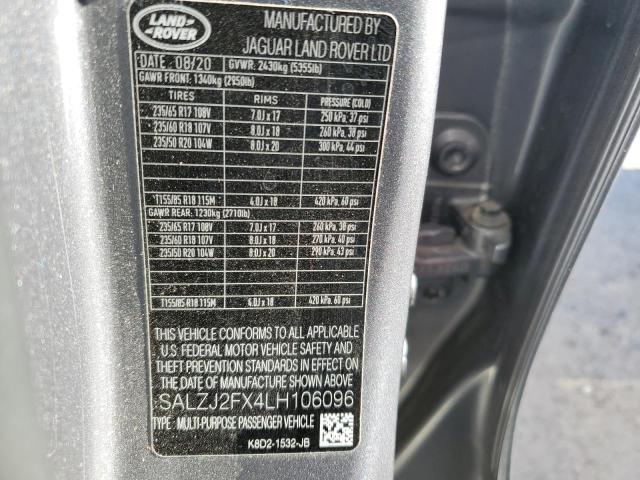 LAND
ROVER
MANUFACTURED BY
JAGUAR LAND ROVER LTD
DATE 08/20 GVWR: 2430kg (5355lb)
GAWR FRONT: 1340kg (2950lb)
TIRES RIMS PRESSURE (COLD)
235/65 R17 108V 7.0J x 17 250 kPa, 37 psi
235/60 R18 107V 8.0J x 18 260 kPa, 38 psi
235/50 R20 104W 8.0J x 20 300 kPa, 44 psi
T155/85 R18 115M 4.0J x 18 420 kPa, 60 psi
GAWR REAR: 1230kg (2710lb)
235/65 R17 108V 7.0J x 17 260 kPa, 38 psi
235/60 R18 107V 8.0J x 18 270 kPa, 40 psi
235/50 R20 104W 8.0J x 20 290 kPa, 43 psi
T155/85 R18 115M 4.0J x 18 420 kPa, 60 psi
THIS VEHICLE CONFORMS TO ALL APPLICABLE
U.S. FEDERAL MOTOR VEHICLE SAFETY AND
THEFT PREVENTION STANDARDS IN EFFECT ON
THE DATE OF MANUFACTURE SHOWN ABOVE
SALZJ2FX4LH106096
TYPE: MULTI-PURPOSE PASSENGER VEHICLE
K8D2-1532-JB